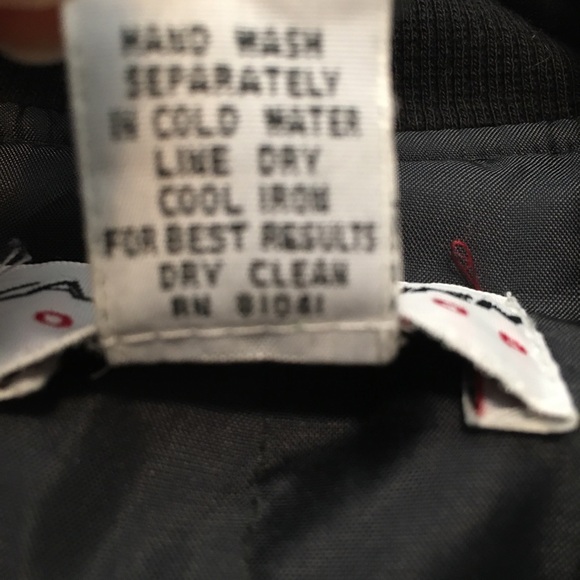 HAND WASH
SEPARATELY
IN COLD WATER
LINE DRY
COOL IRON
FOR BEST RESULTS
DRY CLEAN
RN 81041